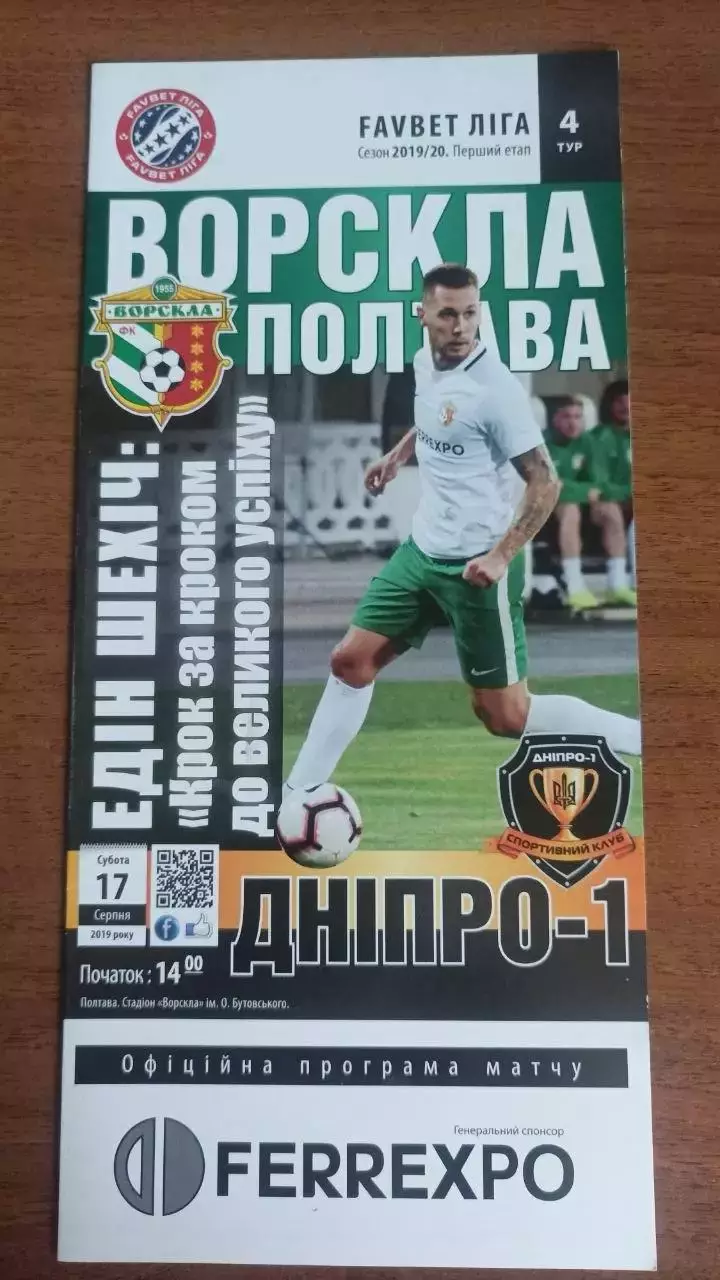 FAVBET ЛІГА
FAVBET ЛІГА
FAVBET ЛІГА
Сезон 2019/20. Перший етап
4
ТУР
ВОРСКЛА
ПОЛТАВА
1955
ВОРСКЛА
ФК
ЕДІН ШЕХІЧ:
«Крок за кроком
до великого успіху»
FERREXPO
ДНІПРО-1
СПОРТИВНИЙ КЛУБ
Субота
17
Серпня
2019 року
f
ДНІПРО-1
Початок : 14 00
Полтава. Стадіон «Ворскла» ім. О. Бутовського.
Офіційна програма матчу
Генеральний спонсор
FERREXPO